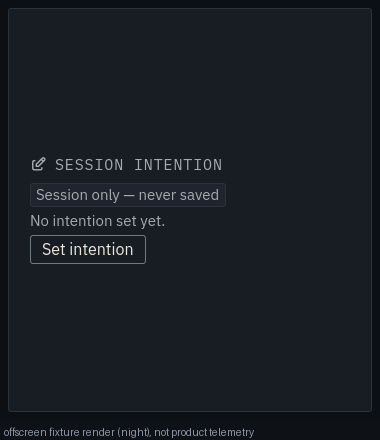 SESSION INTENTION
Session only — never saved
No intention set yet.
Set intention
offscreen fixture render (night), not product telemetry